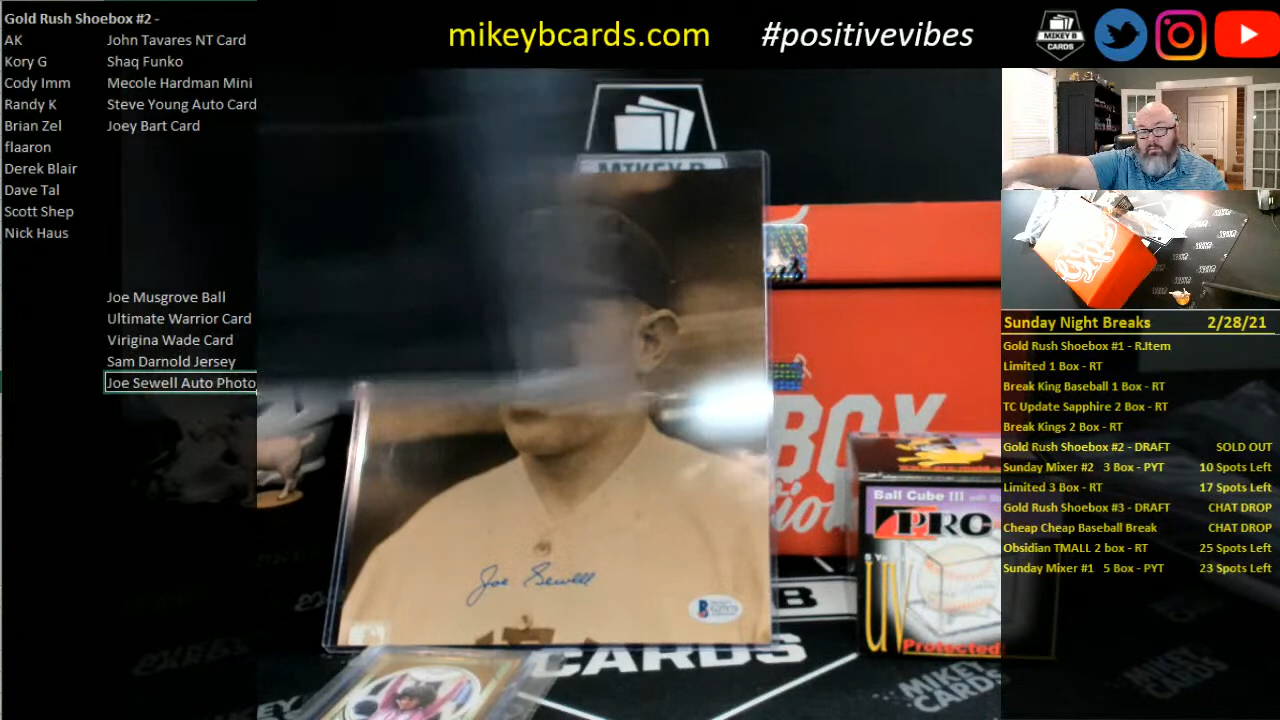 Gold Rush Shoebox #2 -
AK
John Tavares NT Card
Kory G
Shaq Funko
Cody Imm
Mecole Hardman Mini
Randy K
Steve Young Auto Card
Brian Zel
Joey Bart Card
flaaron
Derek Blair
Dave Tal
Scott Shep
Nick Haus
Joe Musgrove Ball
Ultimate Warrior Card
Virigina Wade Card
Sam Darnold Jersey
Joe Sewell Auto Photo
mikeybcards.com
#positivevibes
MIKEY B
CARDS
MIKEY B
Joe Sewell
BOX
Ball Cube III
PRO
UV
Protected
B
CARDS
MIKEY
CARDS
Sunday Night Breaks 2/28/21
Gold Rush Shoebox #1 - R.Item
Limited 1 Box - RT
Break King Baseball 1 Box - RT
TC Update Sapphire 2 Box - RT
Break Kings 2 Box - RT
Gold Rush Shoebox #2 - DRAFT SOLD OUT
Sunday Mixer #2 3 Box - PYT 10 Spots Left
Limited 3 Box - RT 17 Spots Left
Gold Rush Shoebox #3 - DRAFT CHAT DROP
Cheap Cheap Baseball Break CHAT DROP
Obsidian TMALL 2 box - RT 25 Spots Left
Sunday Mixer #1 5 Box - PYT 23 Spots Left